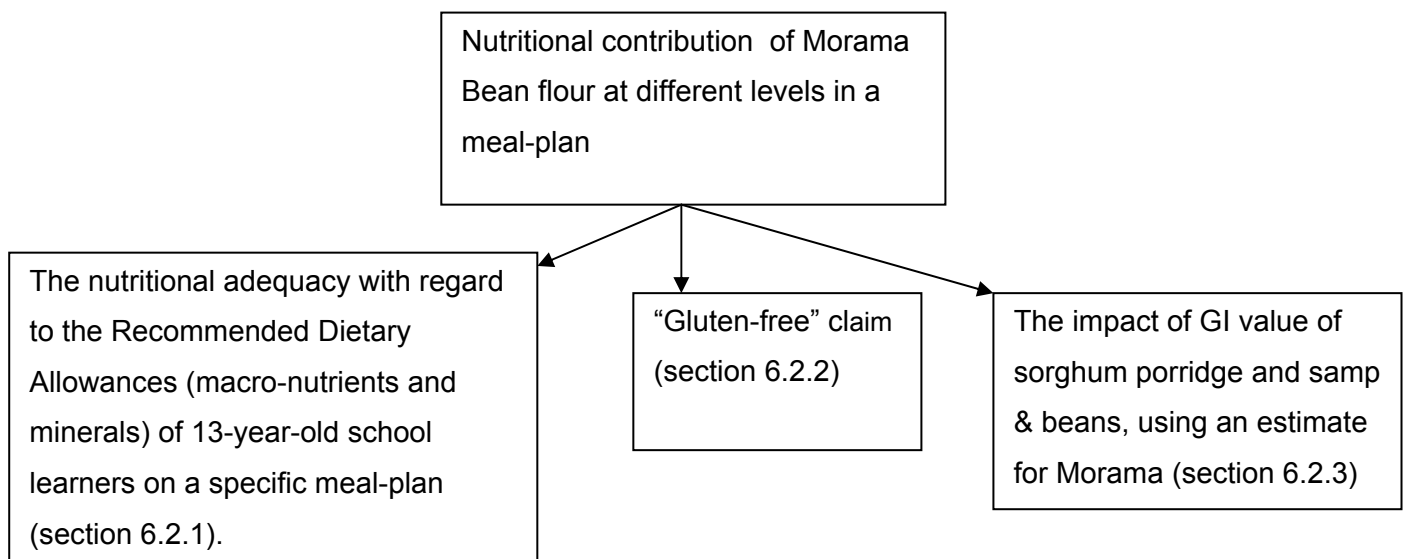 Nutritional contribution of Morama
Bean flour at different levels in a
meal-plan
The nutritional adequacy with regard
to the Recommended Dietary
Allowances (macro-nutrients and
minerals) of 13-year-old school
learners on a specific meal-plan
(section 6.2.1).
“Gluten-free” claim
(section 6.2.2)
The impact of GI value of
sorghum porridge and samp
& beans, using an estimate
for Morama (section 6.2.3)